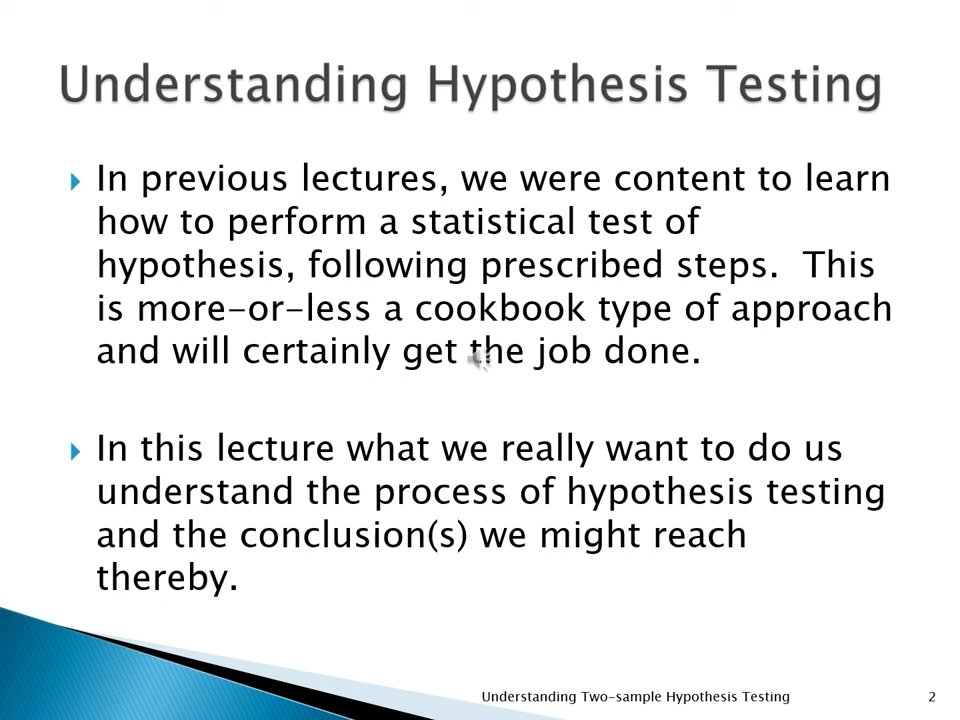 Understanding Hypothesis Testing
In previous lectures, we were content to learn
how to perform a statistical test of
hypothesis, following prescribed steps.  This
is more-or-less a cookbook type of approach
and will certainly get the job done.
In this lecture what we really want to do us
understand the process of hypothesis testing
and the conclusion(s) we might reach
thereby.
Understanding Two-sample Hypothesis Testing
2